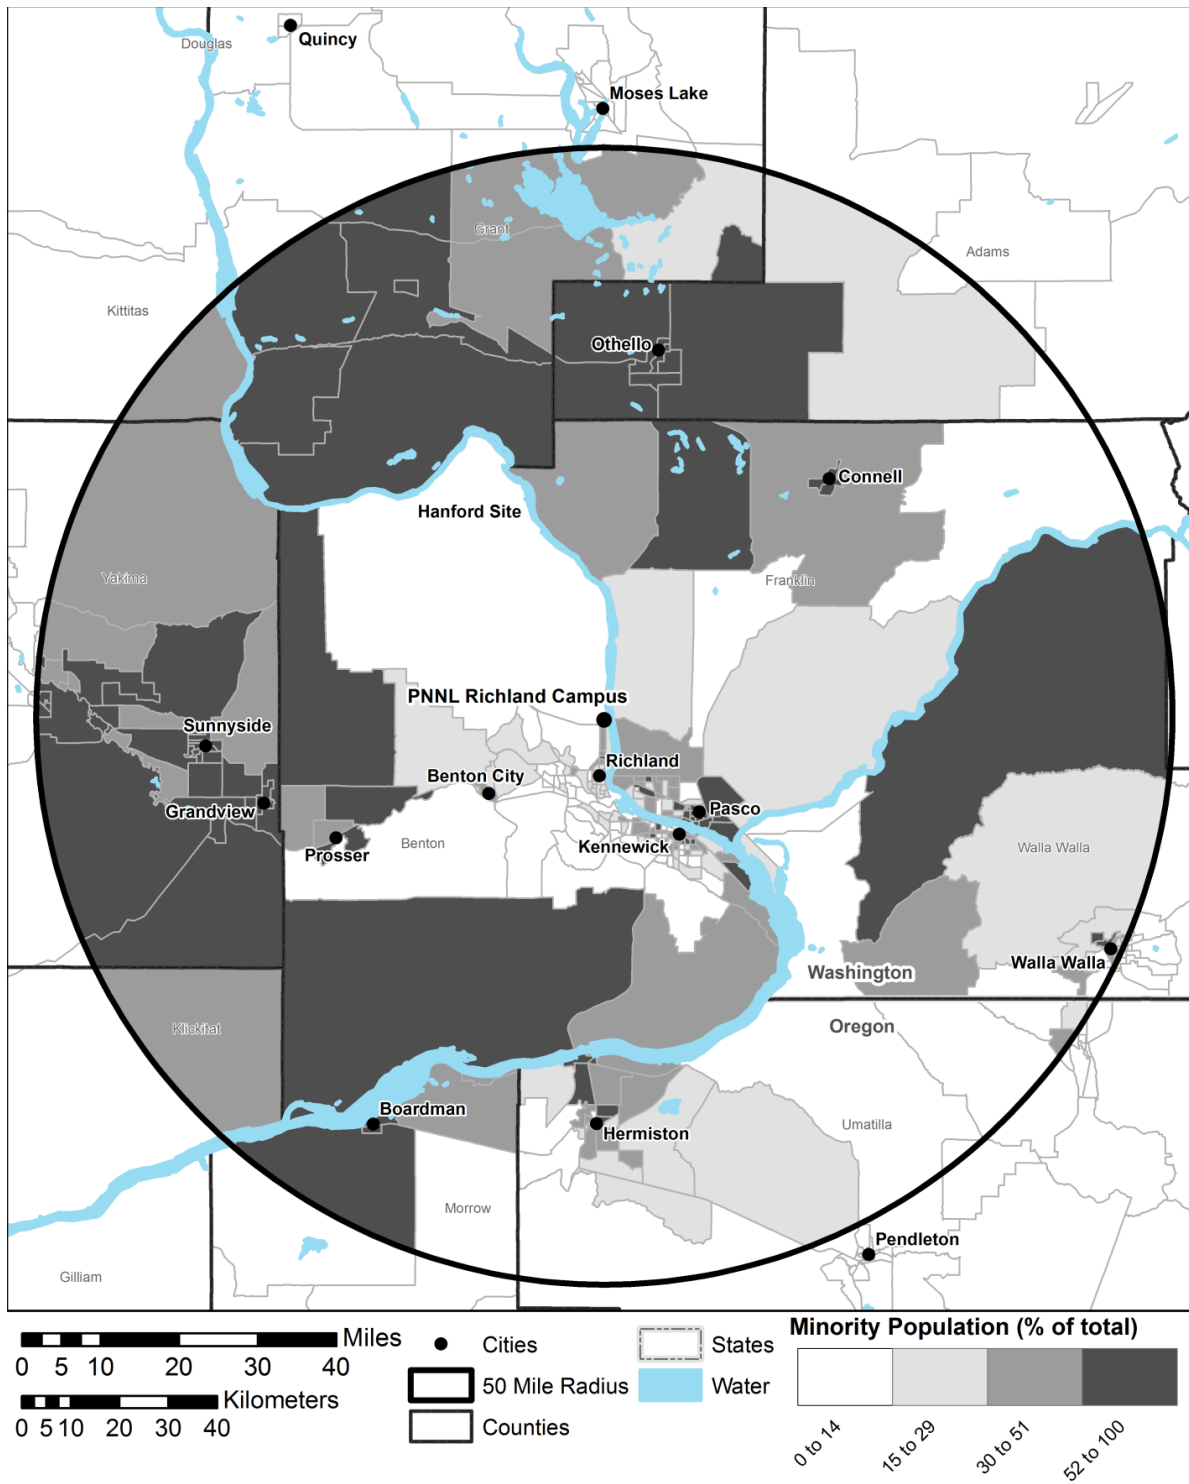 Douglas
Quincy
Moses Lake
Grant
Adams
Kittitas
Othello
Connell
Hanford Site
Yakima
Franklin
PNNL Richland Campus
Sunnyside
Richland
Benton City
Grandview
Pasco
Prosser
Benton
Kennewick
Walla Walla
Walla Walla
Washington
Klickitat
Oregon
Boardman
Hermiston
Umatilla
Morrow
Pendleton
Gilliam
Miles
0 5 10 20 30 40
Kilometers
0 5 10 20 30 40
Cities
50 Mile Radius
Counties
States
Water
Minority Population (% of total)
0 to 14
15 to 29
30 to 51
52 to 100